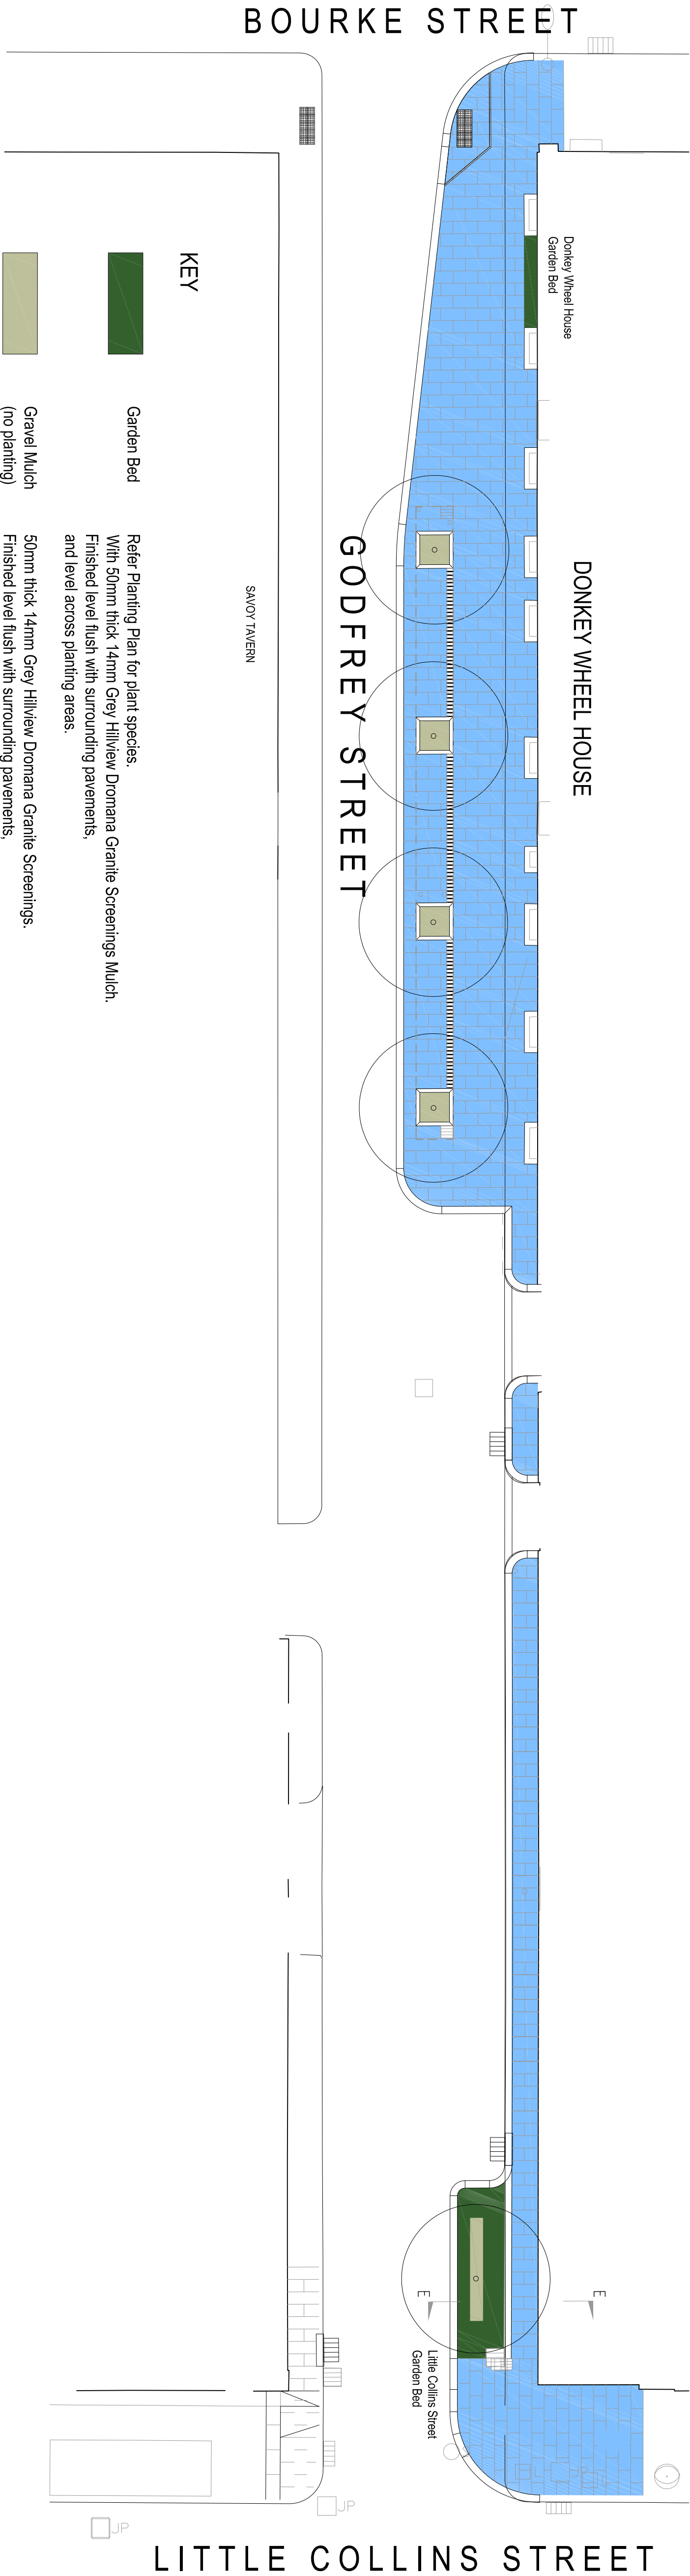 BOURKE STREET
Donkey Wheel House
Garden Bed
KEY
Garden Bed
Refer Planting Plan for plant species.
With 50mm thick 14mm Grey Hillview Dromana Granite Screenings Mulch.
Finished level flush with surrounding pavements,
and level across planting areas.
Gravel Mulch
(no planting)
50mm thick 14mm Grey Hillview Dromana Granite Screenings.
Finished level flush with surrounding pavements,
SAVOY TAVERN
GODFREY STREET
DONKEY WHEEL HOUSE
E
E
Little Collins Street
Garden Bed
JP
JP
LITTLE COLLINS STREET